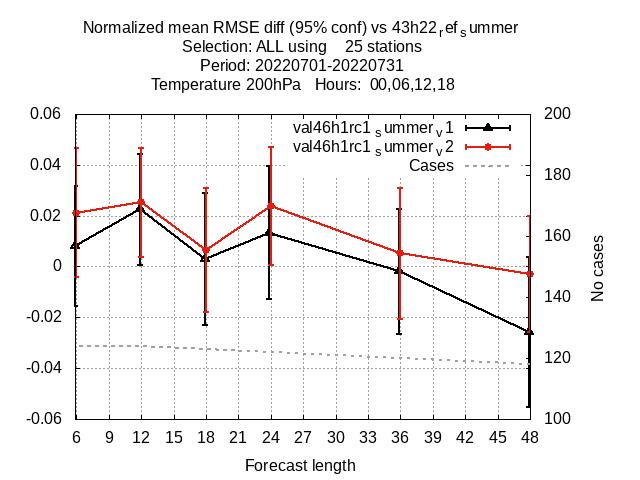 Normalized mean RMSE diff (95% conf) vs 43h22refsummer
Selection: ALL using 25 stations
Period: 20220701-20220731
Temperature 200hPa Hours: 00,06,12,18
val46h1rc1summerv1
val46h1rc1summerv2
Cases
0.06
0.04
0.02
0
-0.02
-0.04
-0.06
200
180
160
140
120
100
No cases
6 9 12 15 18 21 24 27 30 33 36 39 42 45 48
Forecast length